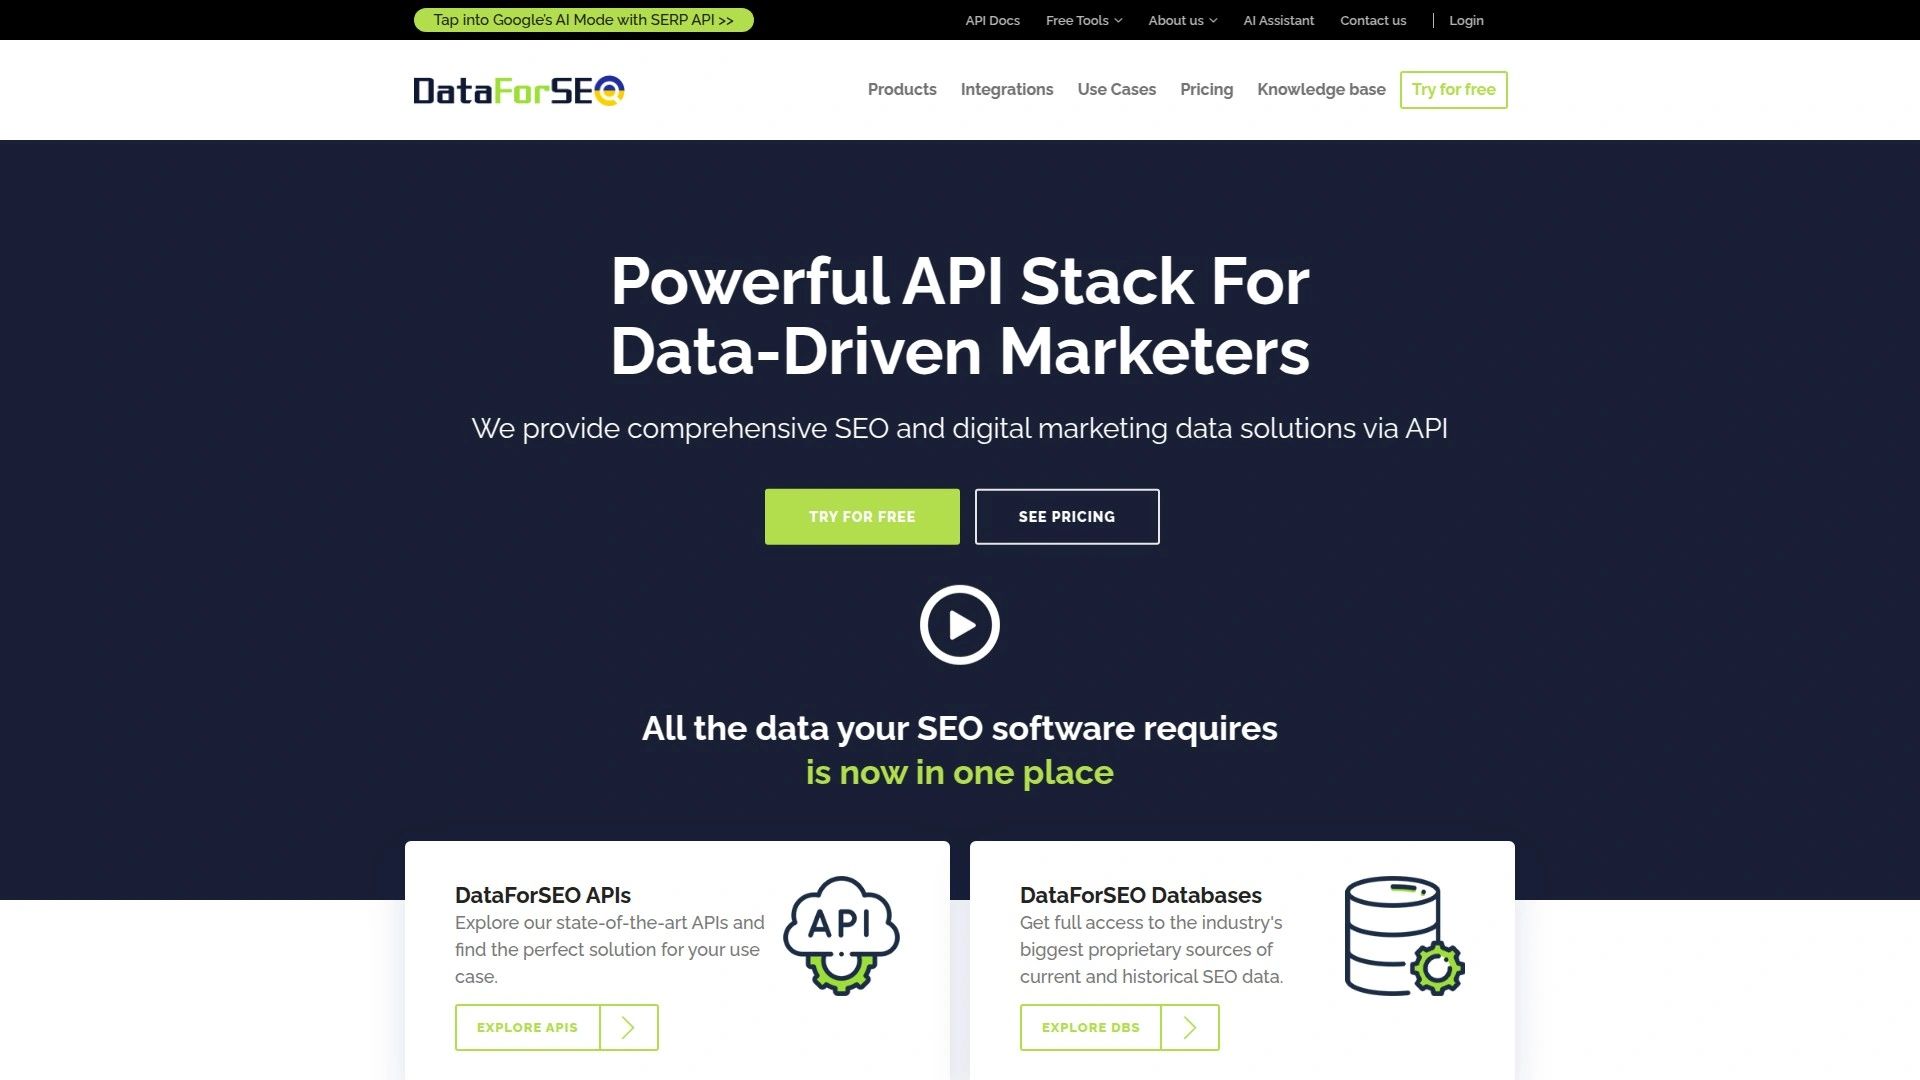 Tap into Google's AI Mode with SERP API >>
API Docs
Free Tools
About us
AI Assistant
Contact us
Login
DataForSEO
Products
Integrations
Use Cases
Pricing
Knowledge base
Try for free
Powerful API Stack For
Data-Driven Marketers
We provide comprehensive SEO and digital marketing data solutions via API
TRY FOR FREE
SEE PRICING
All the data your SEO software requires
is now in one place
DataForSEO APIs
Explore our state-of-the-art APIs and
find the perfect solution for your use
case.
API
EXPLORE APIS
DataForSEO Databases
Get full access to the industry's
biggest proprietary sources of
current and historical SEO data.
EXPLORE DBS